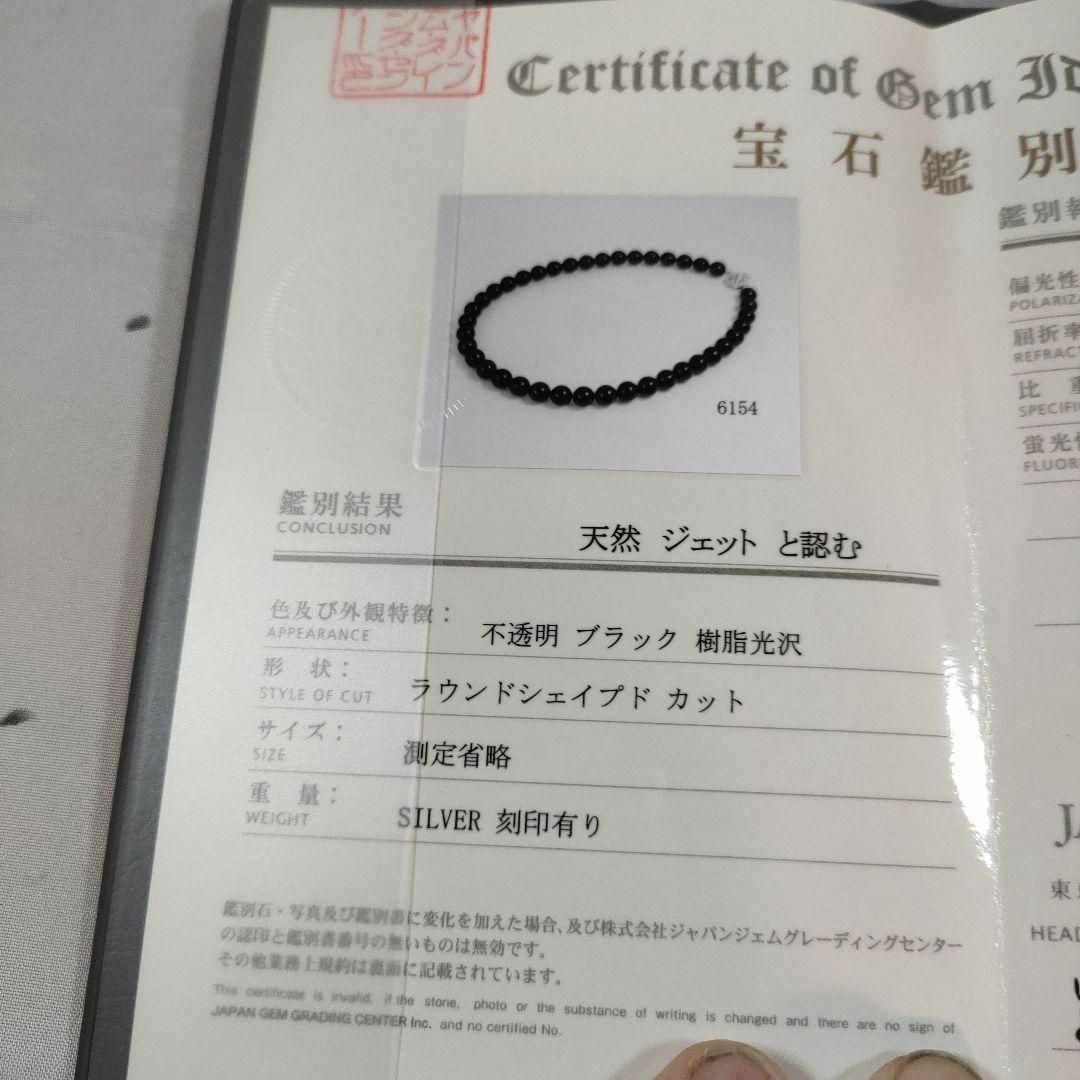 Certificate of Gem
宝石鑑別
6154
鑑別結果
CONCLUSION
天然 ジェット と認む
色及び外観特徴：
APPEARANCE
不透明 ブラック 樹脂光沢
形 状：
STYLE OF CUT
ラウンドシェイプド カット
サイズ：
SIZE
測定省略
重 量：
WEIGHT
SILVER 刻印有り
鑑別石・写真及び鑑別書に変化を加えた場合、及び株式会社ジャパンジェムグレーディングセンター
の認印と鑑別書番号の無いものは無効です。
その他業務上規約は裏面に記載されています。
This certificate is invalid, if the stone, photo or the substance of writing is changed and there are no sign of
JAPAN GEM GRADING CENTER Inc. and no certified No.
鑑別
偏光性
POLARIZ
屈折率
REFRACT
比 重
SPECIFI
蛍光性
FLUOR
東京
HEAD